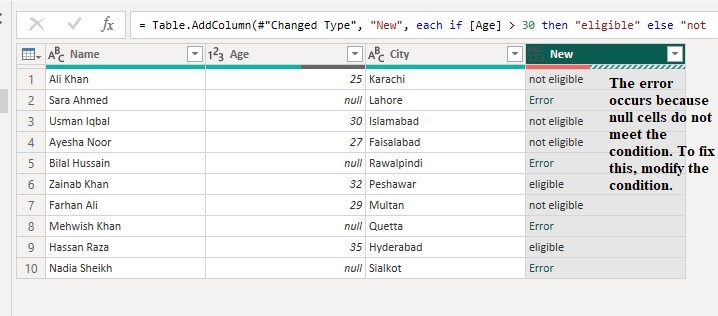 fx = Table.AddColumn(#"Changed Type", "New", each if [Age] > 30 then "eligible" else "not
ABC Name 123 Age ABC City New
1 Ali Khan 25 Karachi not eligible
2 Sara Ahmed null Lahore Error
3 Usman Iqbal 30 Islamabad not eligible
4 Ayesha Noor 27 Faisalabad not eligible
5 Bilal Hussain null Rawalpindi Error
6 Zainab Khan 32 Peshawar eligible
7 Farhan Ali 29 Multan not eligible
8 Mehwish Khan null Quetta Error
9 Hassan Raza 35 Hyderabad eligible
10 Nadia Sheikh null Sialkot Error
The error
occurs because
null cells do not
meet the
condition. To fix
this, modify the
condition.